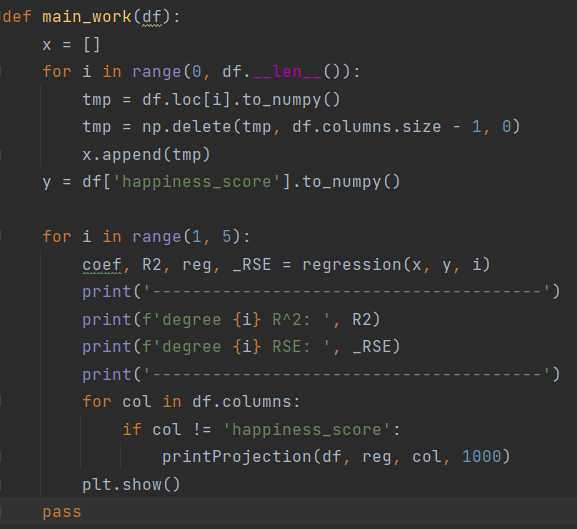 def main_work(df):
    x = []
    for i in range(0, df.__len__()):
        tmp = df.loc[i].to_numpy()
        tmp = np.delete(tmp, df.columns.size - 1, 0)
        x.append(tmp)
    y = df['happiness_score'].to_numpy()

    for i in range(1, 5):
        coef, R2, reg, _RSE = regression(x, y, i)
        print('---------------------------------------')
        print(f'degree {i} R^2: ', R2)
        print(f'degree {i} RSE: ', _RSE)
        print('---------------------------------------')
        for col in df.columns:
            if col != 'happiness_score':
                printProjection(df, reg, col, 1000)
        plt.show()
    pass